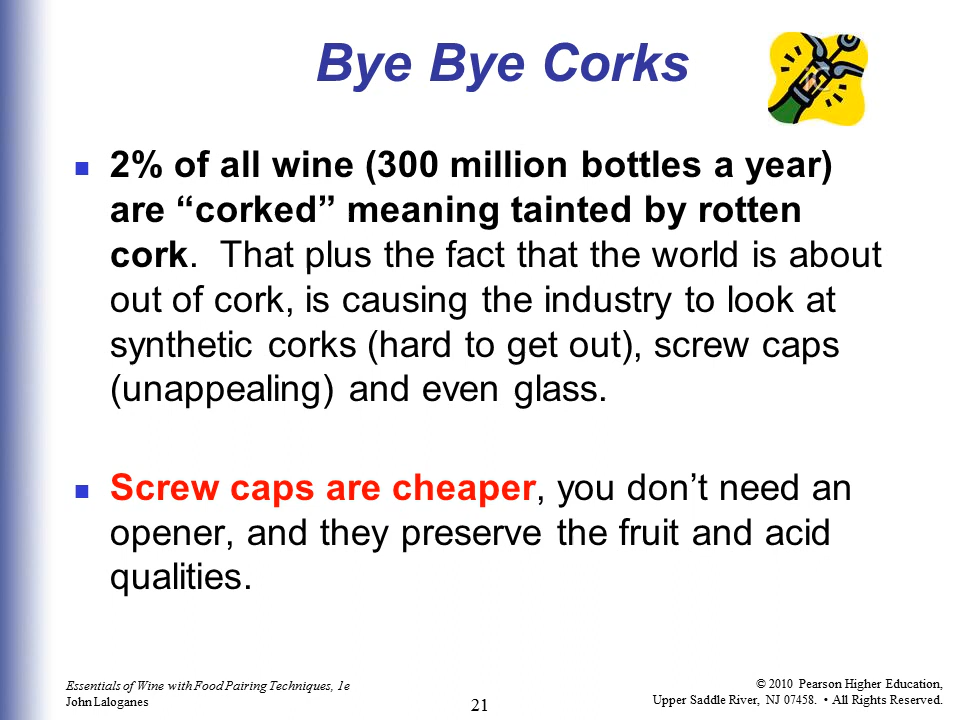 Bye Bye Corks
2% of all wine (300 million bottles a year)
are “corked” meaning tainted by rotten
cork.  That plus the fact that the world is about
out of cork, is causing the industry to look at
synthetic corks (hard to get out), screw caps
(unappealing) and even glass.
Screw caps are cheaper, you don’t need an
opener, and they preserve the fruit and acid
qualities.
Essentials of Wine with Food Pairing Techniques, 1e
John Laloganes
21
© 2010 Pearson Higher Education,
Upper Saddle River, NJ 07458. • All Rights Reserved.